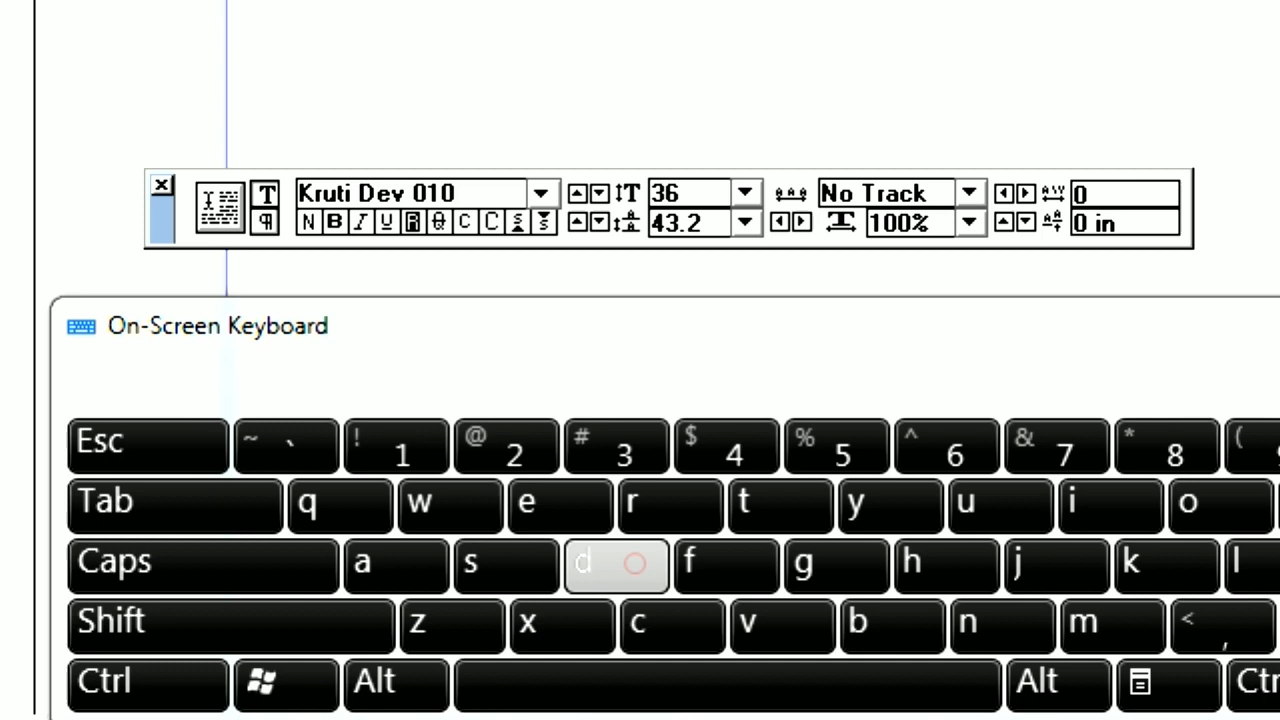 T Kruti Dev 010 T 36 No Track 0
N B I U R O C C S S 43.2 T 100% 0 in
On-Screen Keyboard
Esc ~ ` ! 1 @ 2 # 3 $ 4 % 5 ^ 6 & 7 * 8 (
Tab q w e r t y u i o
Caps a s d f g h j k l
Shift z x c v b n m < ,
Ctrl Alt Alt Ctr